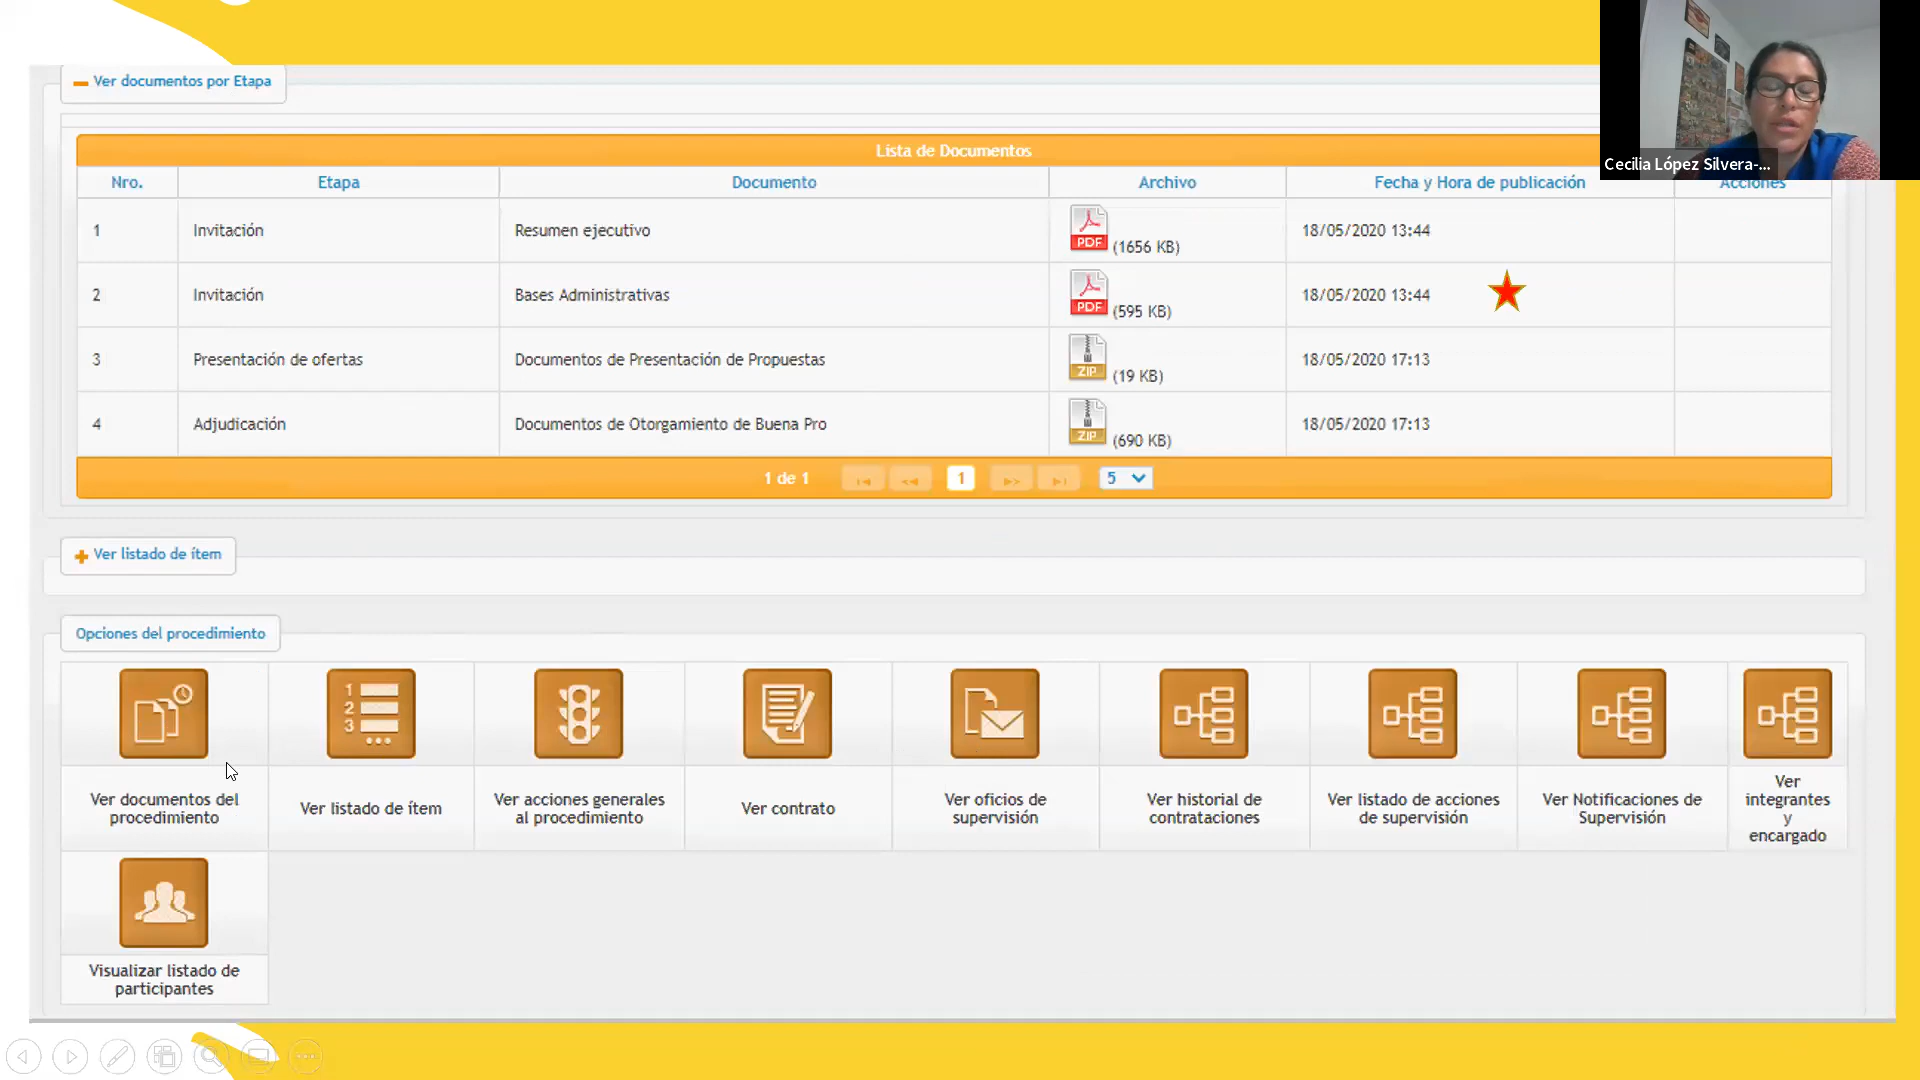 Ver documentos por Etapa
Cecilia López Silvera-...
Lista de Documentos
Nro. Etapa Documento Archivo Fecha y Hora de publicación Acciones
1 Invitación Resumen ejecutivo PDF (1656 KB) 18/05/2020 13:44
2 Invitación Bases Administrativas PDF (595 KB) 18/05/2020 13:44
3 Presentación de ofertas Documentos de Presentación de Propuestas ZIP (19 KB) 18/05/2020 17:13
4 Adjudicación Documentos de Otorgamiento de Buena Pro ZIP (690 KB) 18/05/2020 17:13
1 de 1 1 5
Ver listado de ítem
Opciones del procedimiento
1
2
3
Ver documentos del
procedimiento
Ver listado de ítem
Ver acciones generales
al procedimiento
Ver contrato
Ver oficios de
supervisión
Ver historial de
contrataciones
Ver listado de acciones
de supervisión
Ver Notificaciones de
Supervisión
Ver
integrantes
y
encargado
Visualizar listado de
participantes